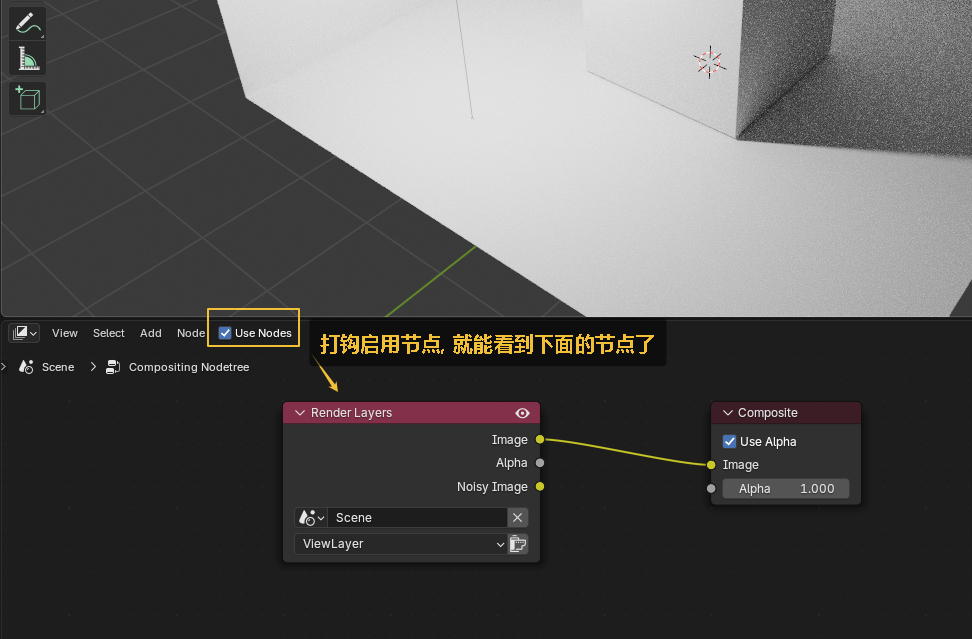 View Select Add Node Use Nodes
打钩启用节点, 就能看到下面的节点了
Scene Compositing Nodetree
Render Layers
Image
Alpha
Noisy Image
Scene
ViewLayer
Composite
Use Alpha
Image
Alpha 1.000